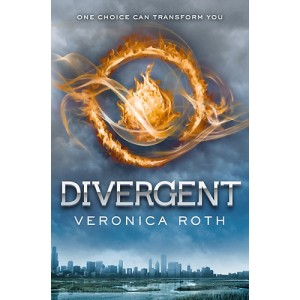 ONE CHOICE CAN TRANSFORM YOU
DIVERGENT
VERONICA ROTH